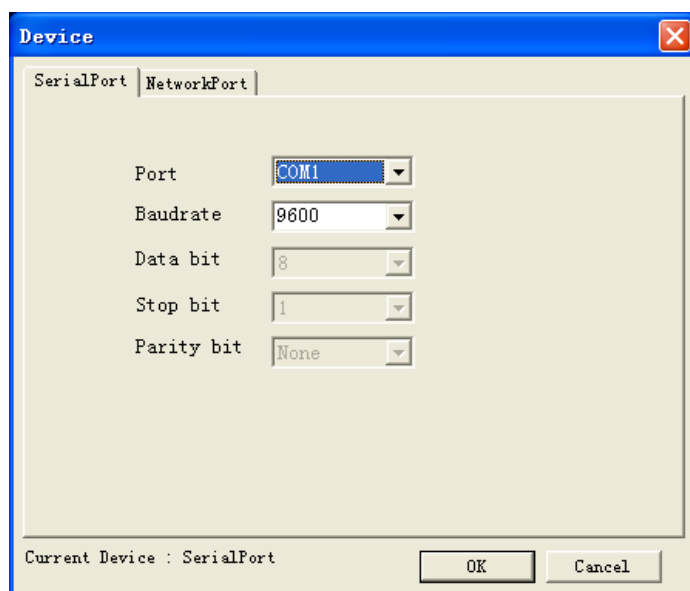 Device
SerialPort NetworkPort
Port COM1
Baudrate 9600
Data bit 8
Stop bit 1
Parity bit None
Current Device : SerialPort OK Cancel